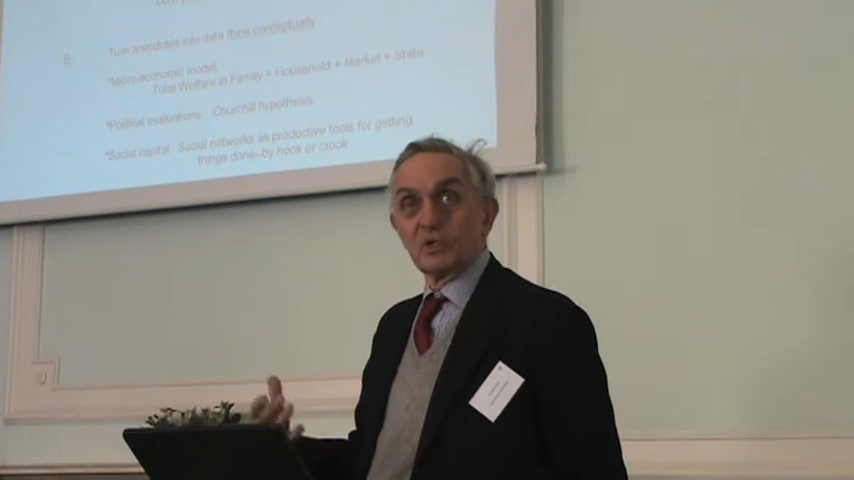 B Turn anecdotes into data then conceptually
*Micro-economic model.
Total Welfare in Family + Household + Market + State
*Political evaluations. Churchill hypothesis
*Social capital. Social networks as productive tools for getting
things done--by hook or crook